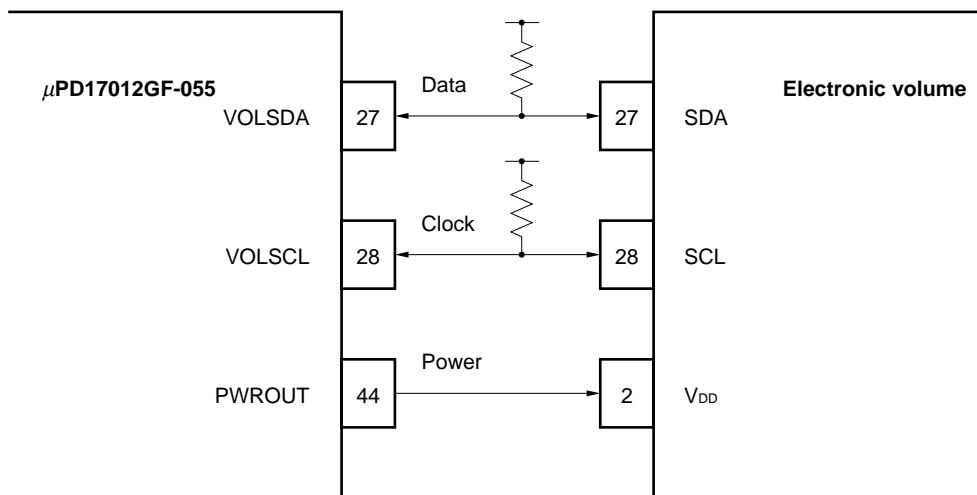 μPD17012GF-055
Electronic volume
Data
VOLSDA 27 27 SDA
Clock
VOLSCL 28 28 SCL
Power
PWROUT 44 2 VDD